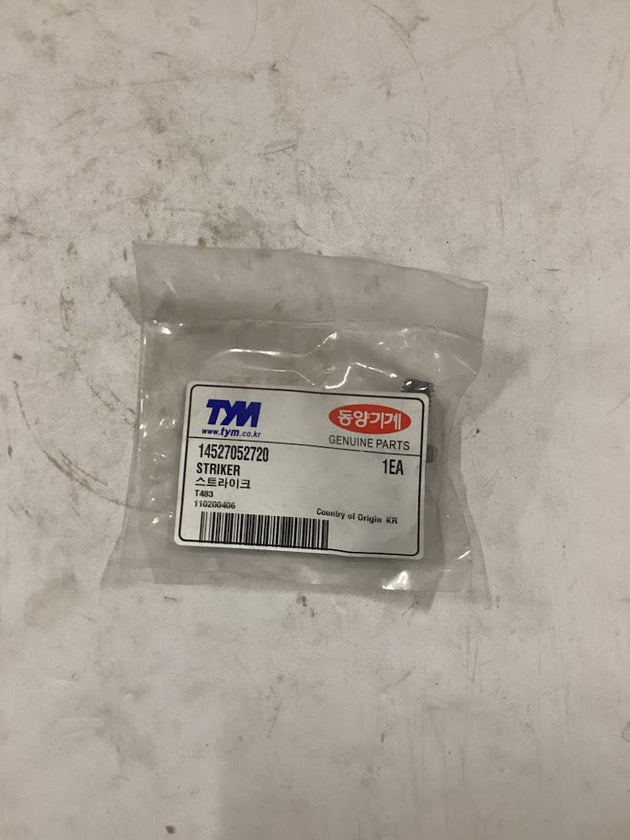 TYM
www.tym.co.kr
동양기계
GENUINE PARTS
14527052720
1EA
STRIKER
스트라이크
T483
110200406
Country of Origin KR